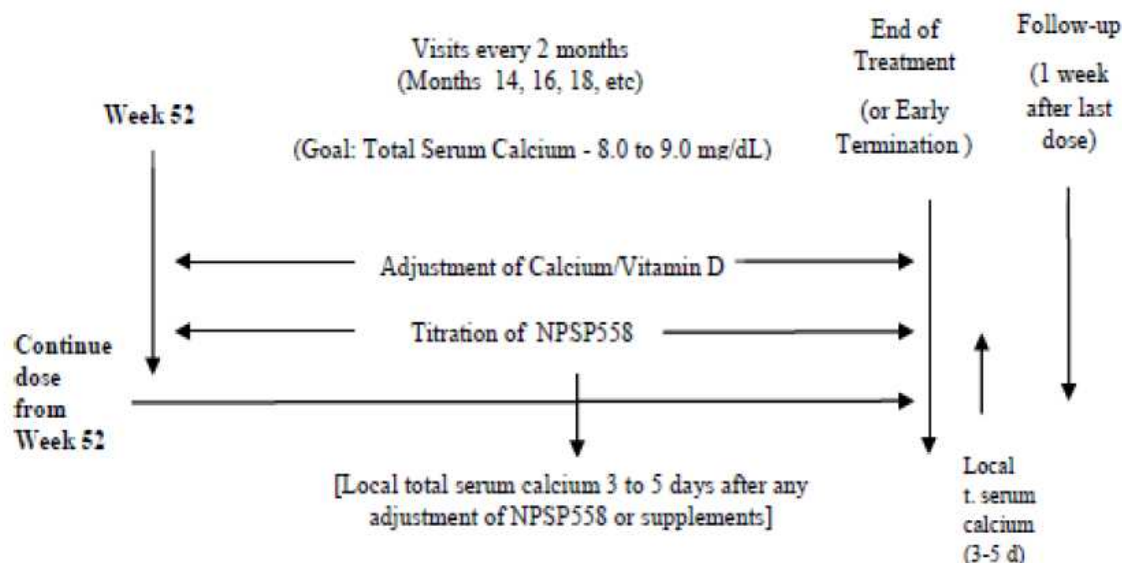 Visits every 2 months
(Months 14, 16, 18, etc)
(Goal: Total Serum Calcium - 8.0 to 9.0 mg/dL)
Week 52
End of
Treatment
(or Early
Termination )
Follow-up
(1 week
after last
dose)
Adjustment of Calcium/Vitamin D
Titration of NPSP558
Continue
dose
from
Week 52
[Local total serum calcium 3 to 5 days after any
adjustment of NPSP558 or supplements]
Local
t. serum
calcium
(3-5 d)